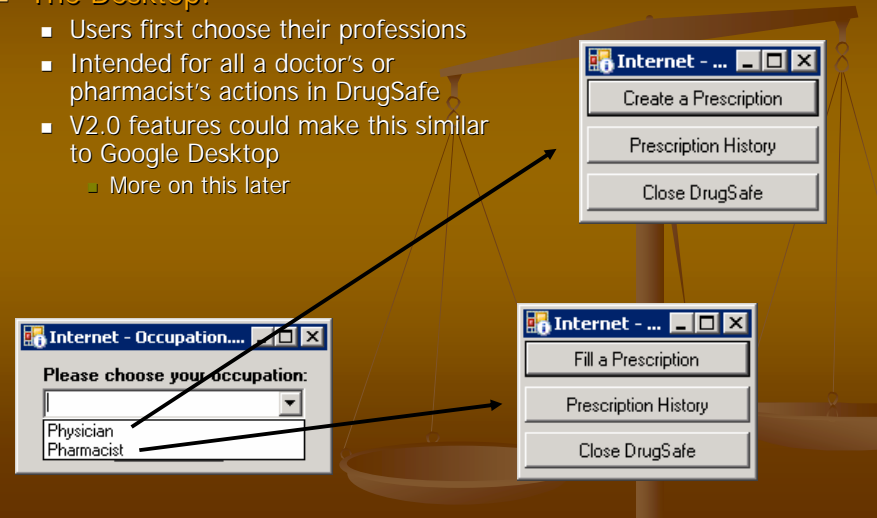 The Desktop:
Users first choose their professions
Intended for all a doctor's or
pharmacist's actions in DrugSafe
V2.0 features could make this similar
to Google Desktop
More on this later
Internet - ...
Create a Prescription
Prescription History
Close DrugSafe
Internet - Occupation....
Please choose your occupation:
Physician
Pharmacist
Internet - ...
Fill a Prescription
Prescription History
Close DrugSafe